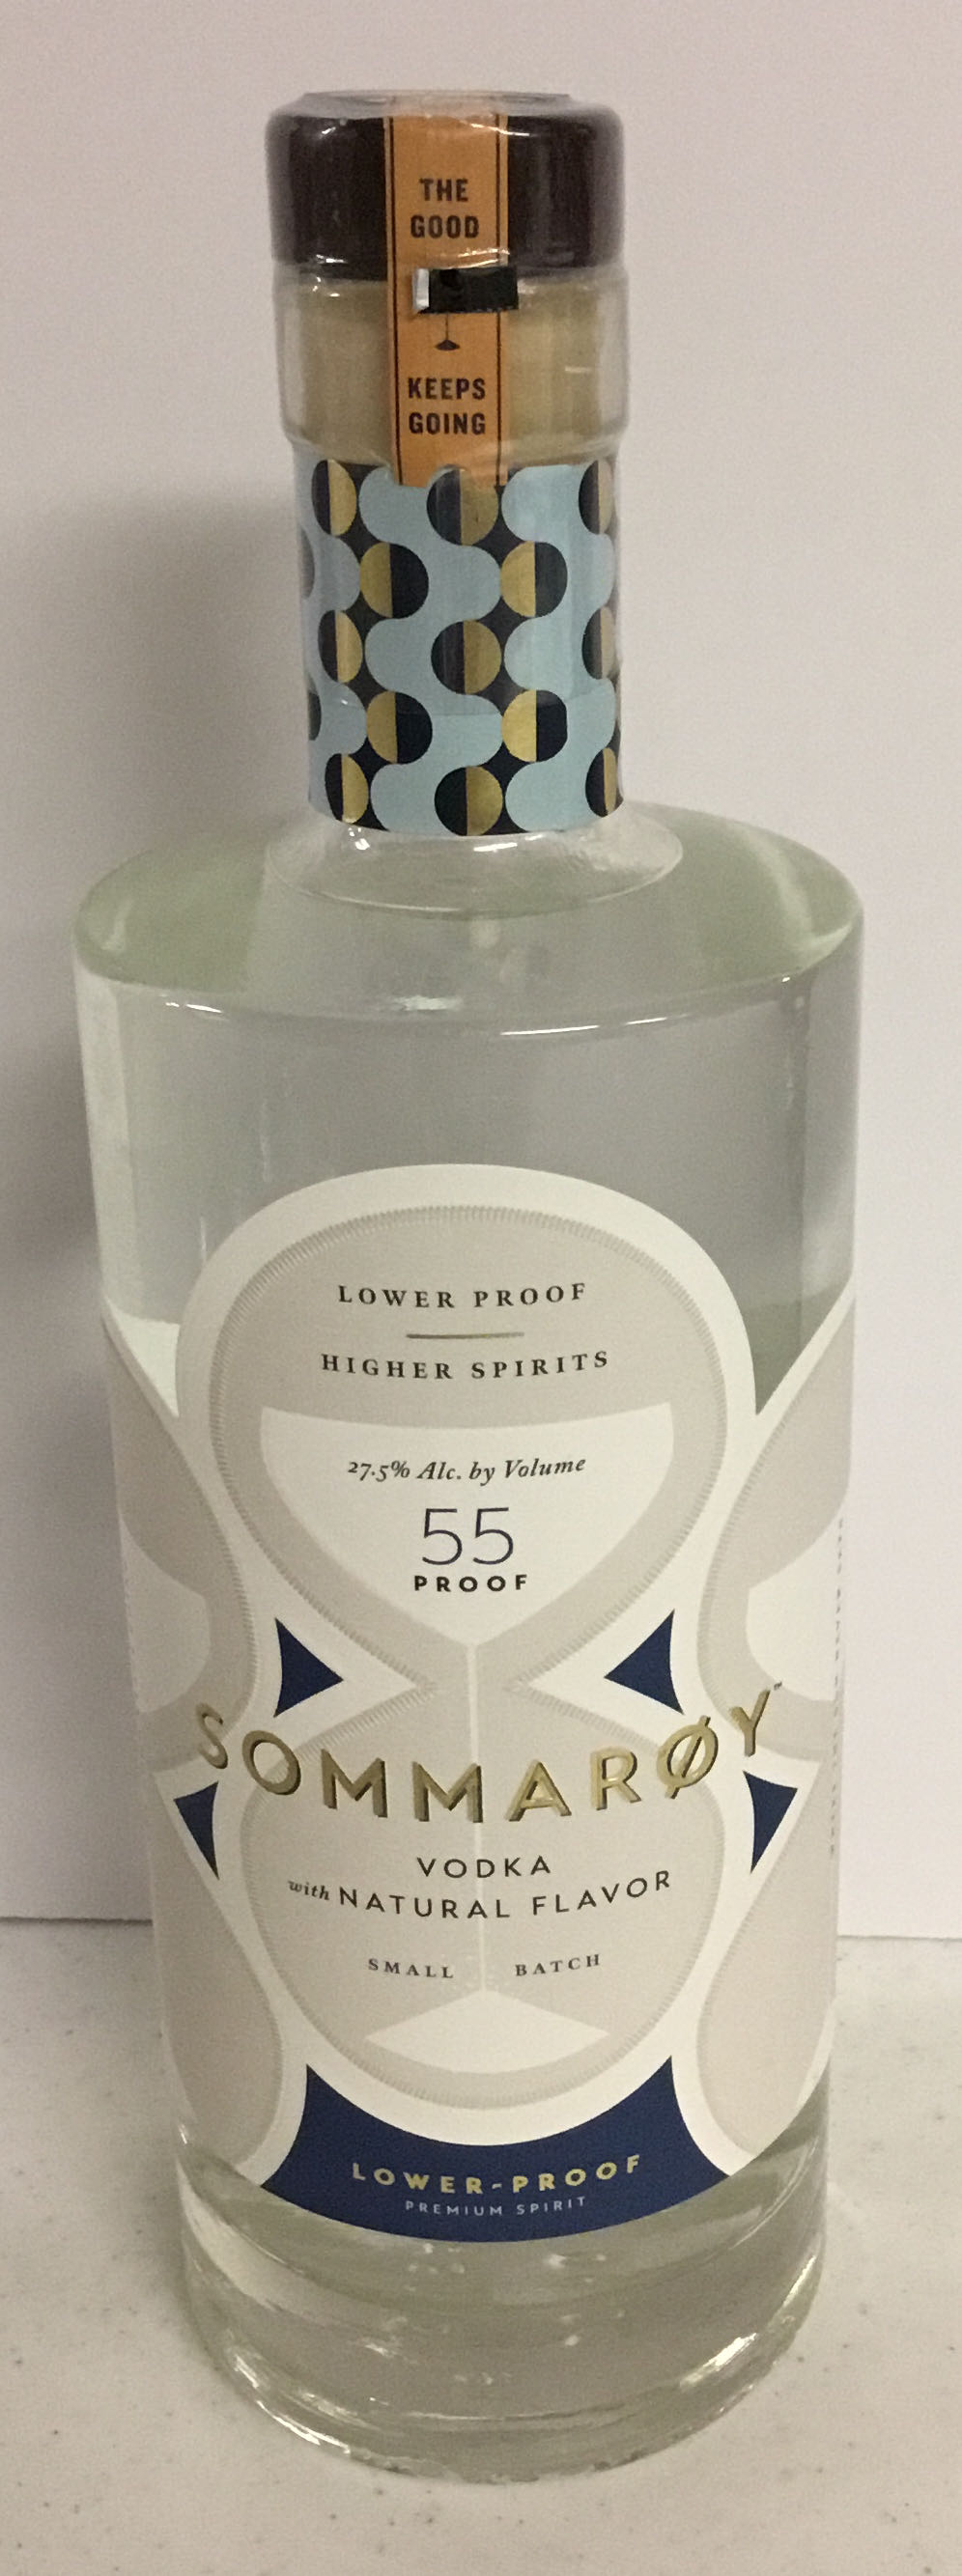 THE
GOOD
KEEPS
GOING
LOWER PROOF
HIGHER SPIRITS
27.5% Alc. by Volume
55
PROOF
SOMMARØY™
VODKA
with NATURAL FLAVOR
SMALL BATCH
LOWER-PROOF
PREMIUM SPIRIT